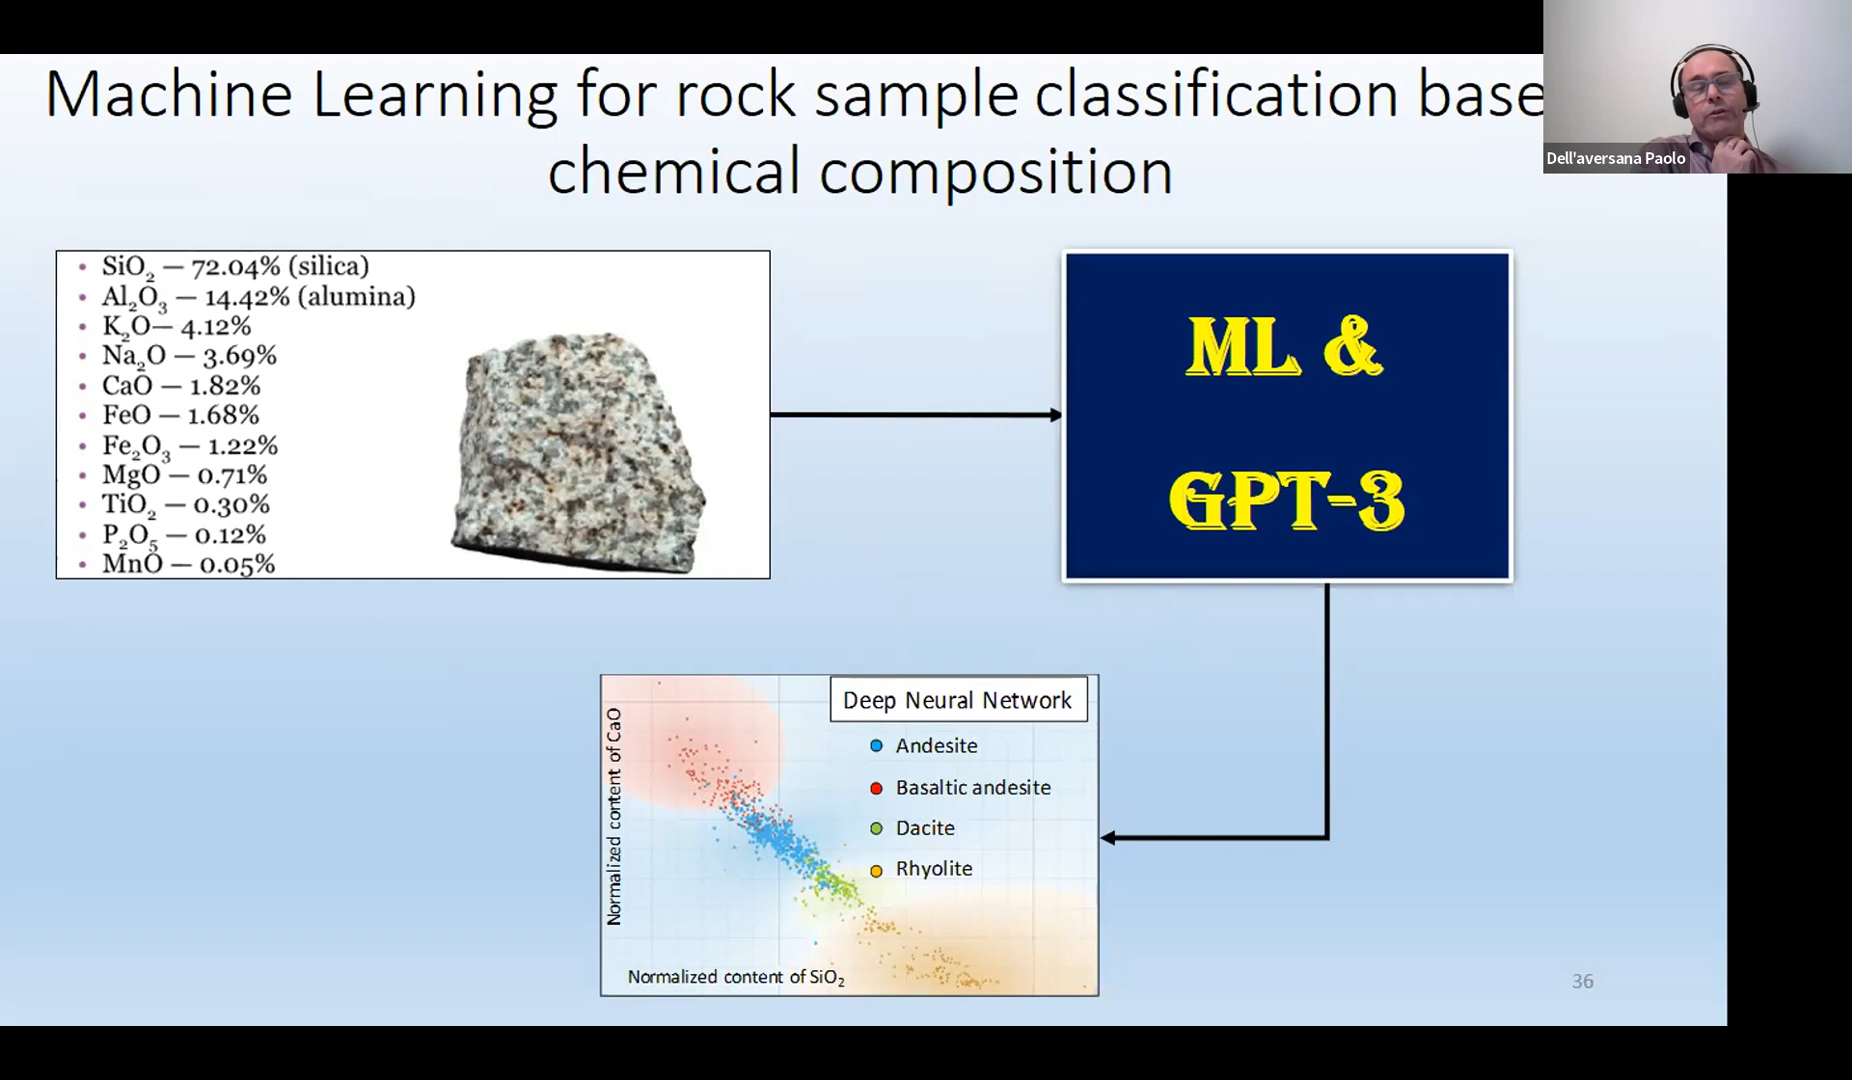 Machine Learning for rock sample classification base
chemical composition
Dell'aversana Paolo
• SiO₂ — 72.04% (silica)
• Al₂O₃ — 14.42% (alumina)
• K₂O— 4.12%
• Na₂O — 3.69%
• CaO — 1.82%
• FeO — 1.68%
• Fe₂O₃ — 1.22%
• MgO — 0.71%
• TiO₂ — 0.30%
• P₂O₅ — 0.12%
• MnO — 0.05%
ML &
GPT-3
Deep Neural Network
Andesite
Basaltic andesite
Dacite
Rhyolite
Normalized content of CaO
Normalized content of SiO₂
36